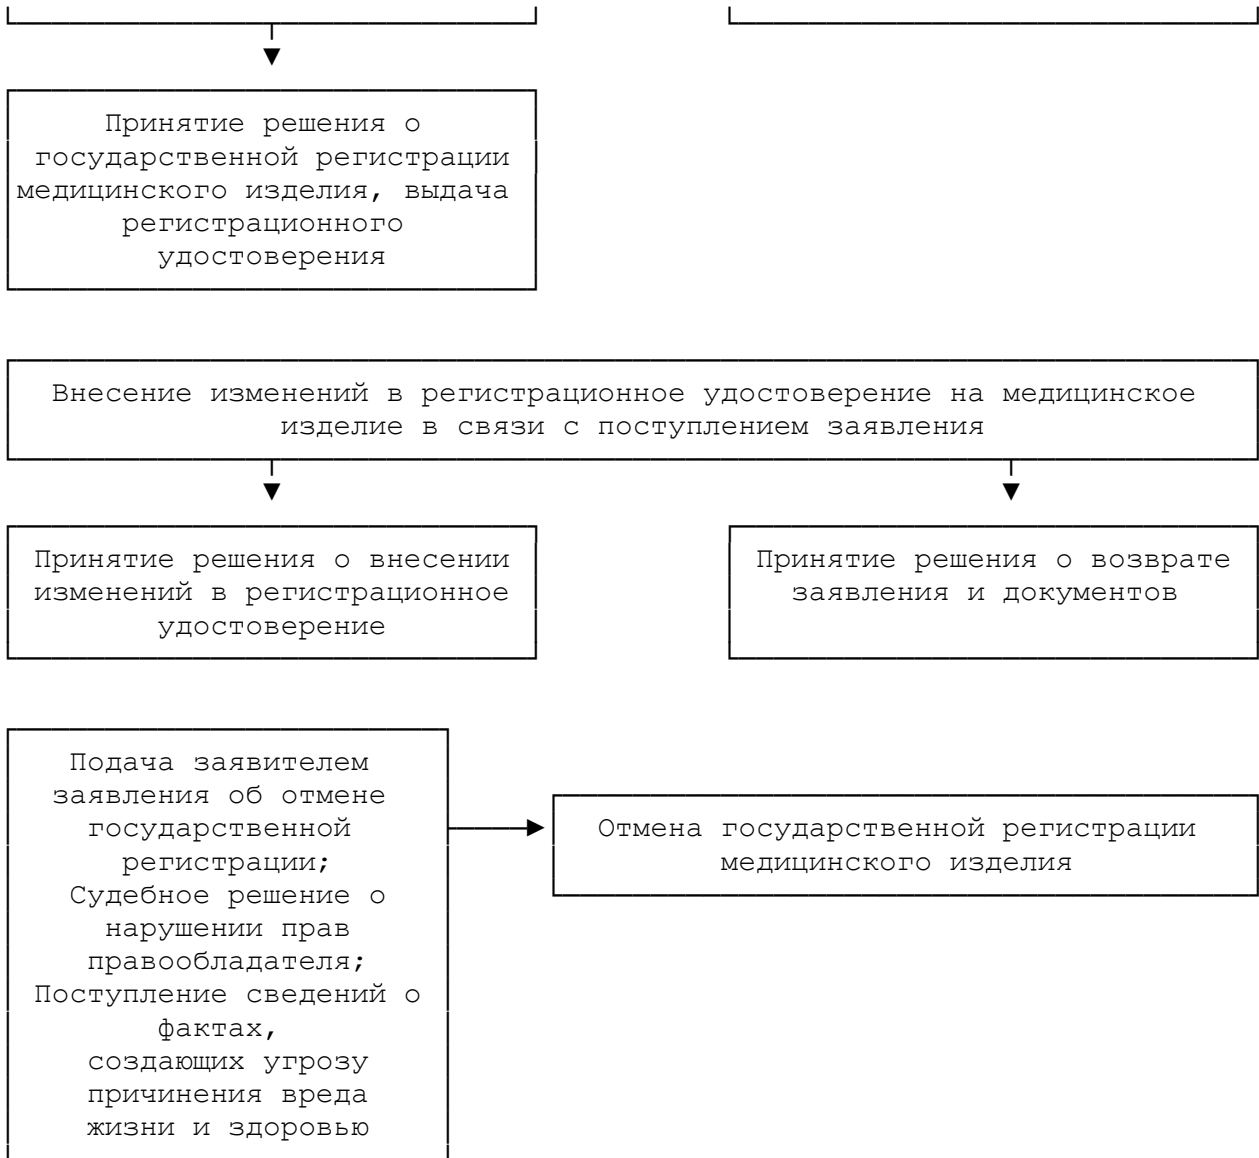 Принятие решения о
государственной регистрации
медицинского изделия, выдача
регистрационного
удостоверения
Внесение изменений в регистрационное удостоверение на медицинское
изделие в связи с поступлением заявления
Принятие решения о внесении
изменений в регистрационное
удостоверение
Принятие решения о возврате
заявления и документов
Подача заявителем
заявления об отмене
государственной
регистрации;
Судебное решение о
нарушении прав
правообладателя;
Поступление сведений о
фактах,
создающих угрозу
причинения вреда
жизни и здоровью
Отмена государственной регистрации
медицинского изделия